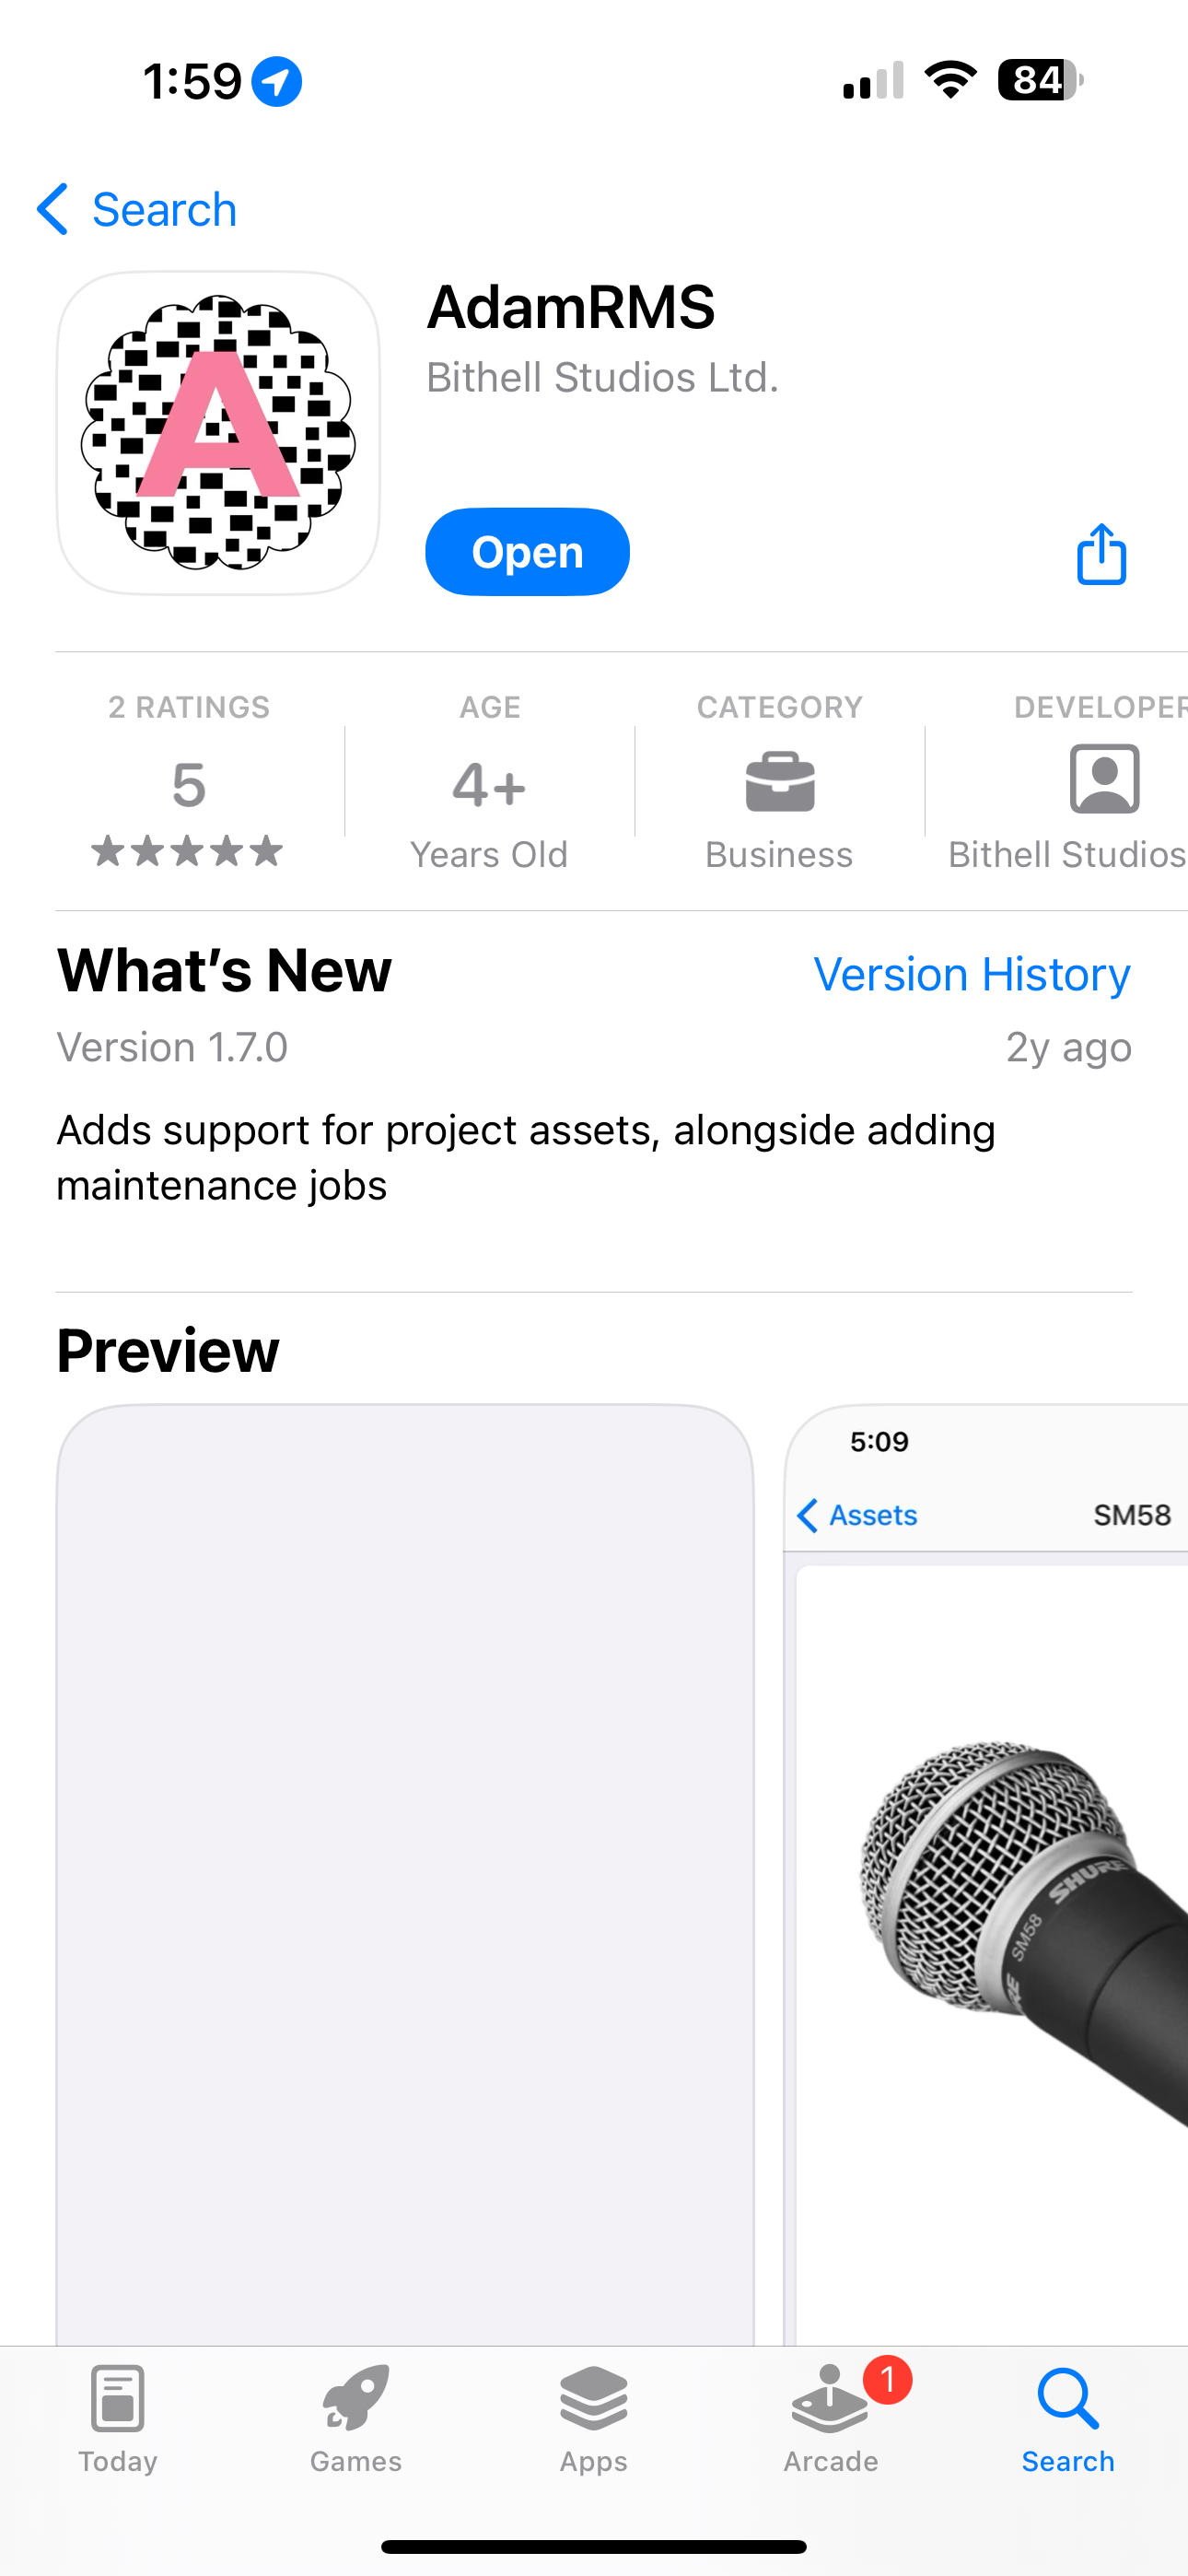 1:59
84
Search
A
AdamRMS
Bithell Studios Ltd.
Open
2 RATINGS
AGE
CATEGORY
DEVELOPER
5
4+
Years Old
Business
Bithell Studios
What's New
Version History
Version 1.7.0
2y ago
Adds support for project assets, alongside adding
maintenance jobs
Preview
5:09
Assets
SM58
SHURE
SM58
Today
Games
Apps
Arcade
1
Search